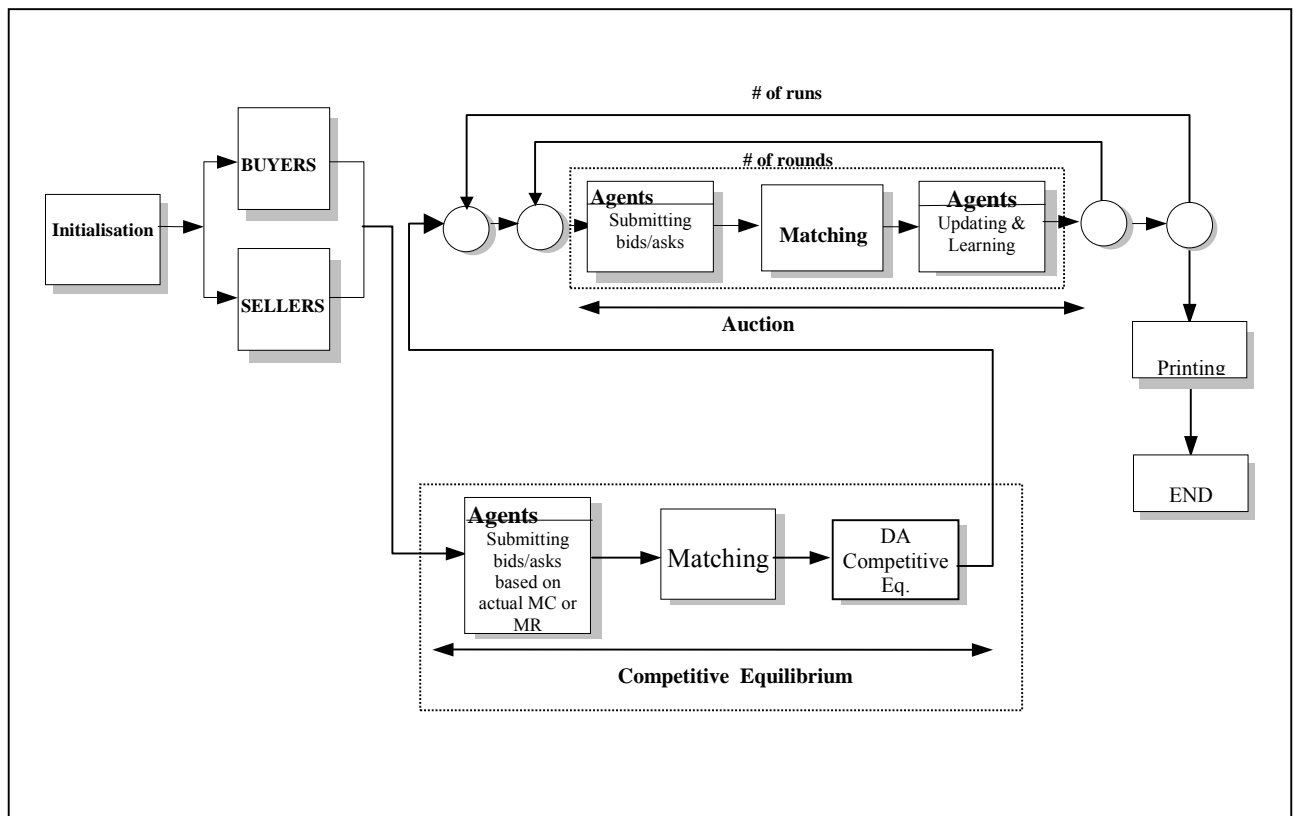 # of runs
# of rounds
Initialisation
BUYERS
SELLERS
Agents
Submitting
bids/asks
Matching
Agents
Updating &
Learning
Auction
Printing
END
Agents
Submitting
bids/asks
based on
actual MC or
MR
Matching
DA
Competitive
Eq.
Competitive Equilibrium